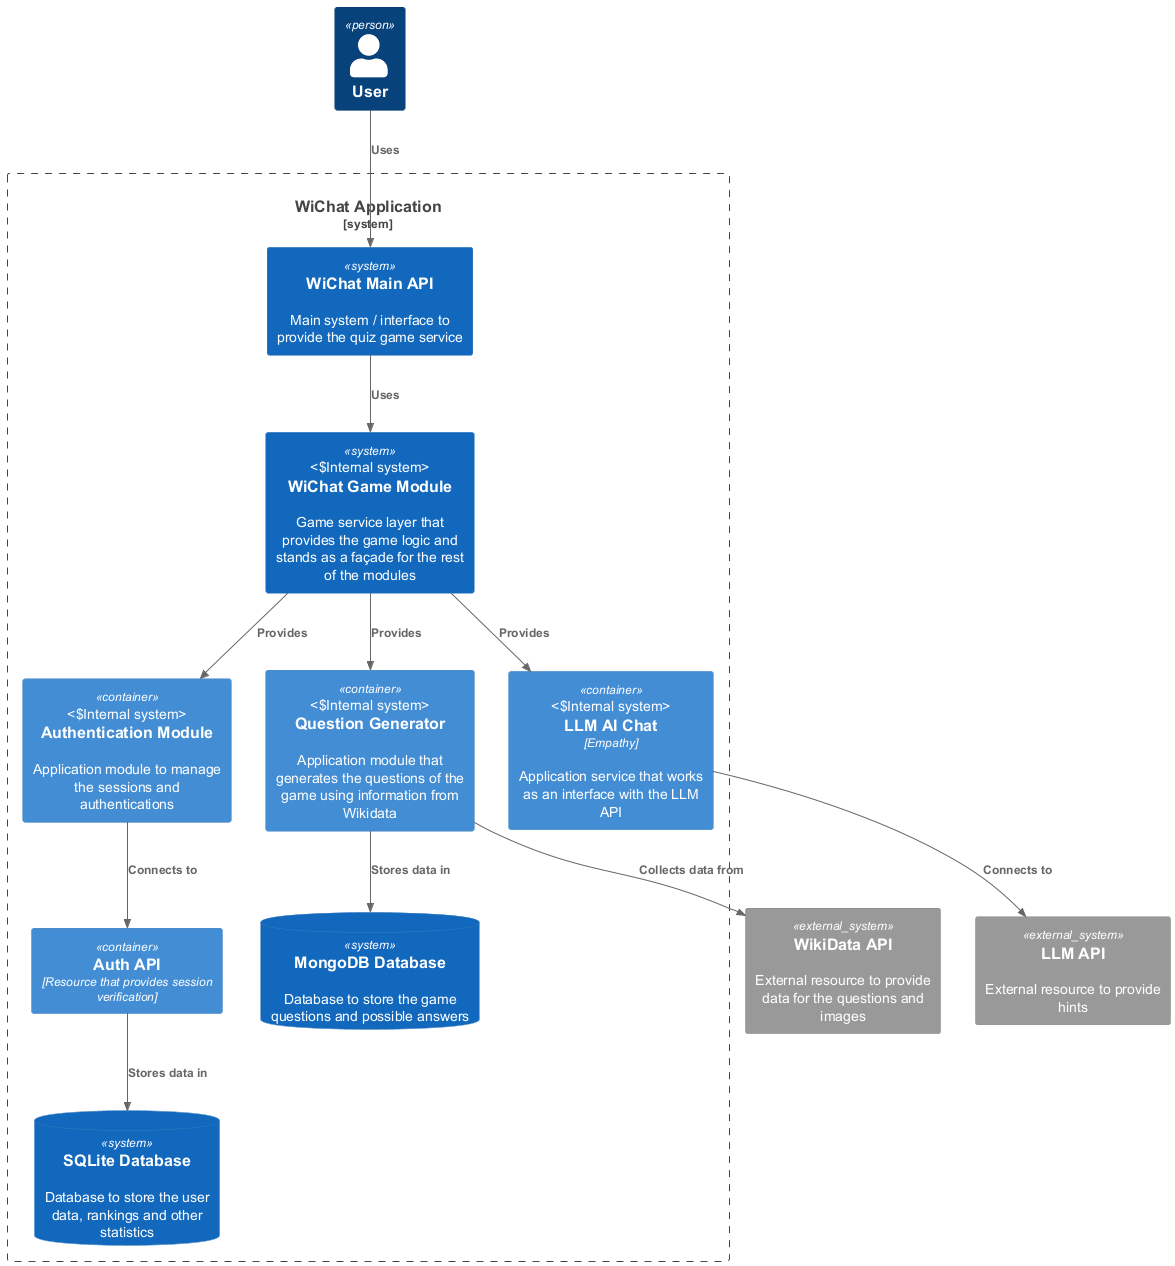 «person»
User
Uses
WiChat Application
[system]
«system»
WiChat Main API
Main system / interface to
provide the quiz game service
Uses
«system»
<$Internal system>
WiChat Game Module
Game service layer that
provides the game logic and
stands as a façade for the rest
of the modules
Provides
Provides
Provides
«container»
<$Internal system>
Authentication Module
Application module to manage
the sessions and
authentications
«container»
<$Internal system>
Question Generator
Application module that
generates the questions of the
game using information from
Wikidata
«container»
<$Internal system>
LLM AI Chat
[Empathy]
Application service that works
as an interface with the LLM
API
Connects to
Stores data in
Collects data from
Connects to
«container»
Auth API
[Resource that provides session
verification]
«system»
MongoDB Database
Database to store the game
questions and possible answers
«external_system»
WikiData API
External resource to provide
data for the questions and
images
«external_system»
LLM API
External resource to provide
hints
Stores data in
«system»
SQLite Database
Database to store the user
data, rankings and other
statistics